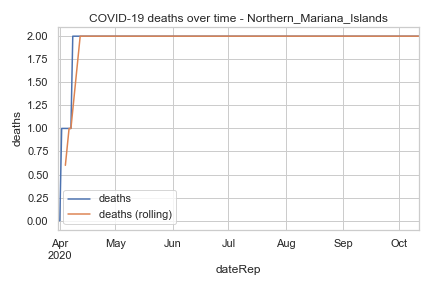 COVID-19 deaths over time - Northern_Mariana_Islands
deaths
2.00
1.75
1.50
1.25
1.00
0.75
0.50
0.25
0.00
deaths
deaths (rolling)
Apr May Jun Jul Aug Sep Oct
2020
dateRep